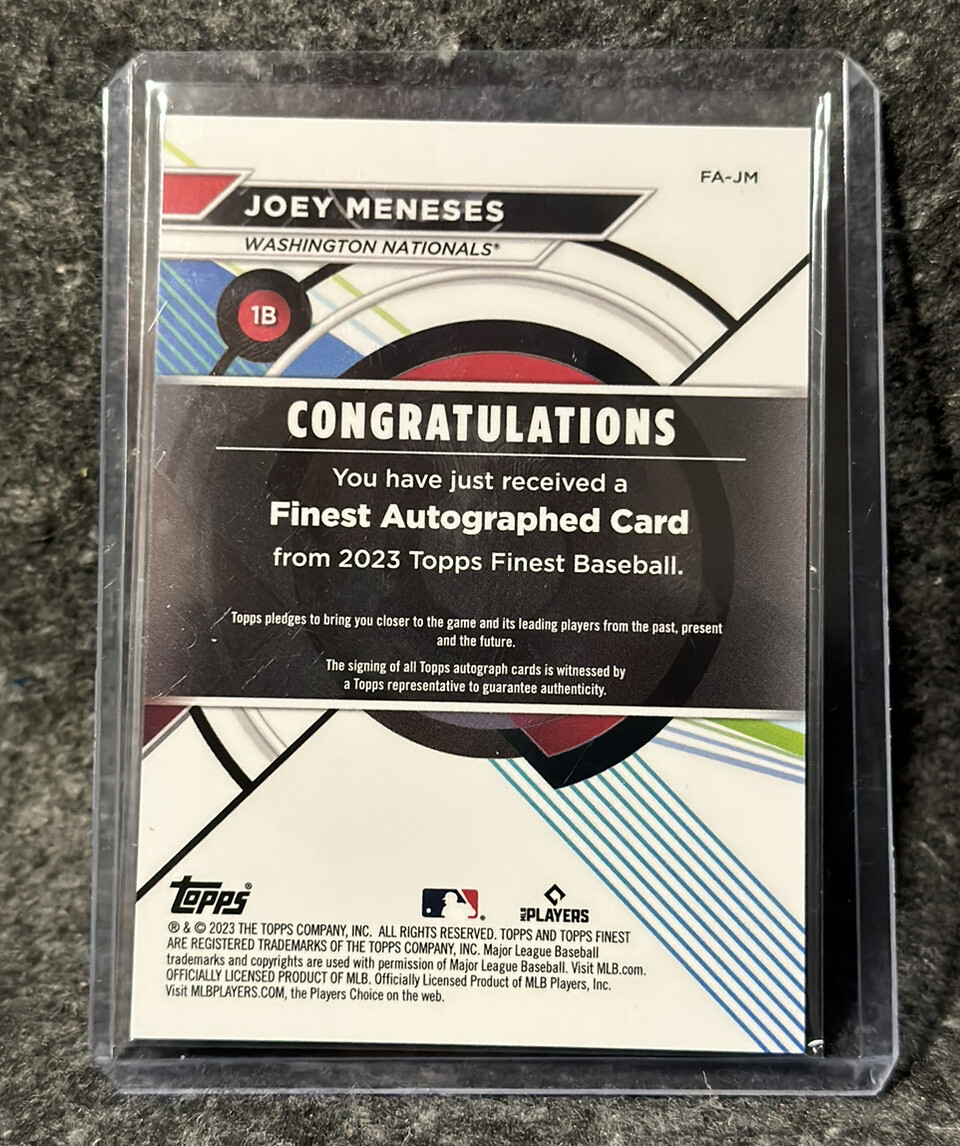 FA-JM
JOEY MENESES
WASHINGTON NATIONALS®
1B
CONGRATULATIONS
You have just received a
Finest Autographed Card
from 2023 Topps Finest Baseball.
Topps pledges to bring you closer to the game and its leading players from the past, present
and the future.
The signing of all Topps autograph cards is witnessed by
a Topps representative to guarantee authenticity.
topps®
MLB PLAYERS
® & © 2023 THE TOPPS COMPANY, INC. ALL RIGHTS RESERVED. TOPPS AND TOPPS FINEST
ARE REGISTERED TRADEMARKS OF THE TOPPS COMPANY, INC. Major League Baseball
trademarks and copyrights are used with permission of Major League Baseball. Visit MLB.com.
OFFICIALLY LICENSED PRODUCT OF MLB. Officially Licensed Product of MLB Players, Inc.
Visit MLBPLAYERS.COM, the Players Choice on the web.